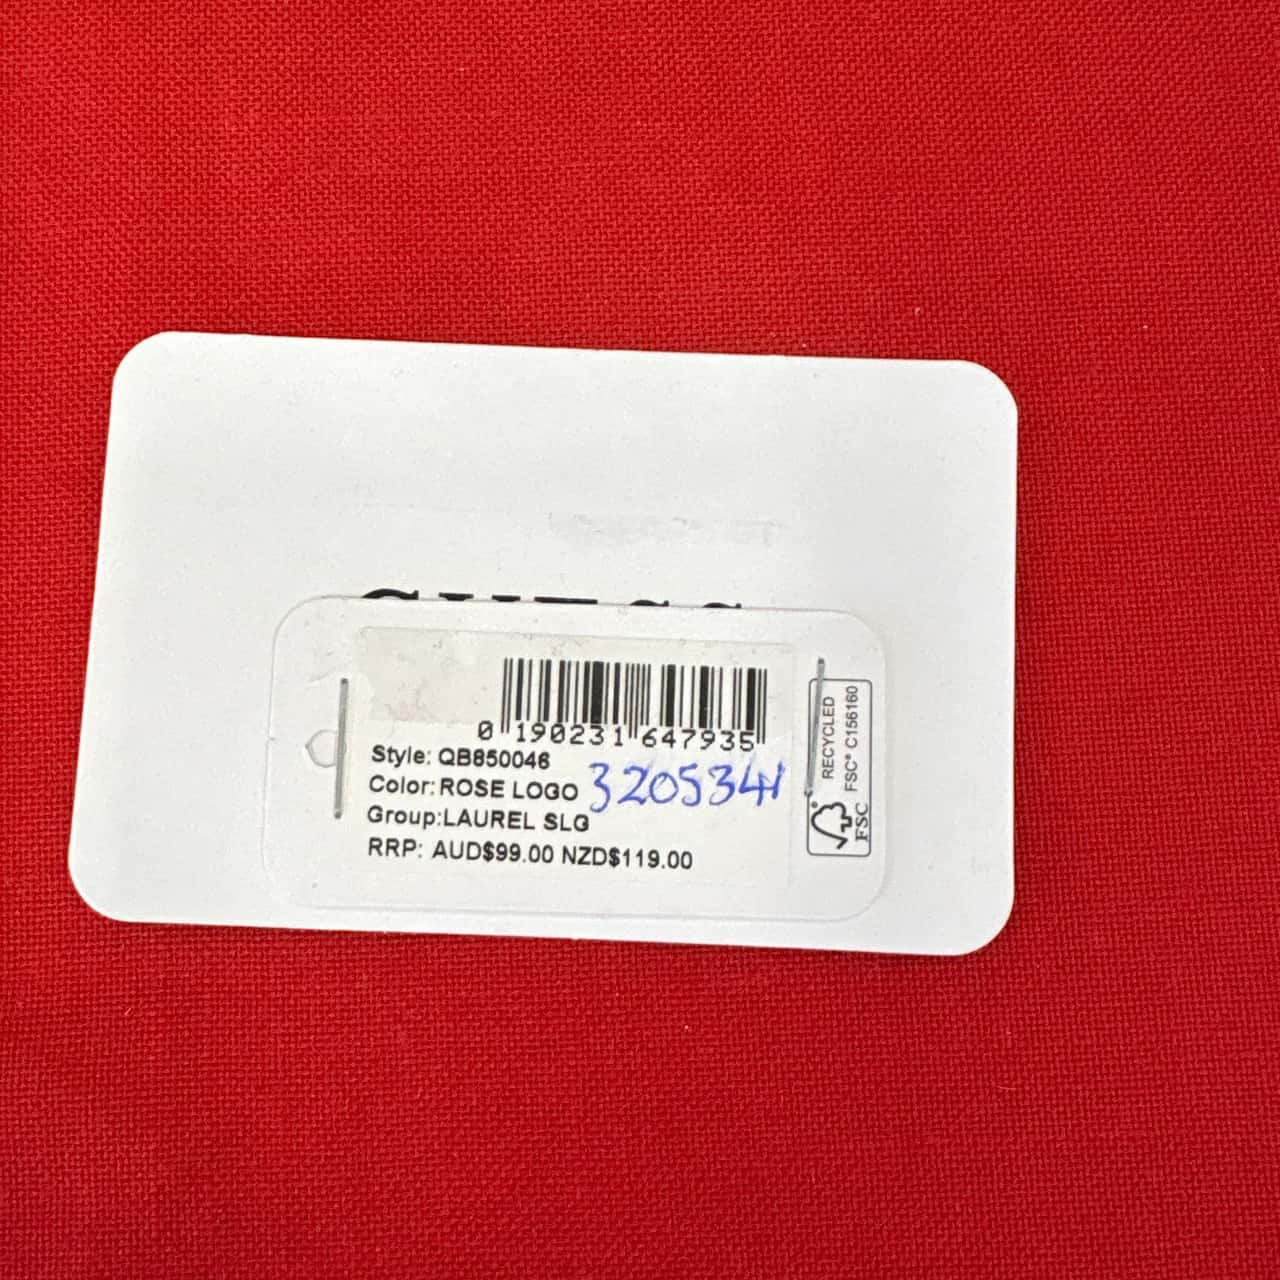 GUESS
0 190231 647935
Style: QB850046
Color: ROSE LOGO
3205341
Group:LAUREL SLG
RRP: AUD$99.00 NZD$119.00
RECYCLED
FSC® C156160
FSC